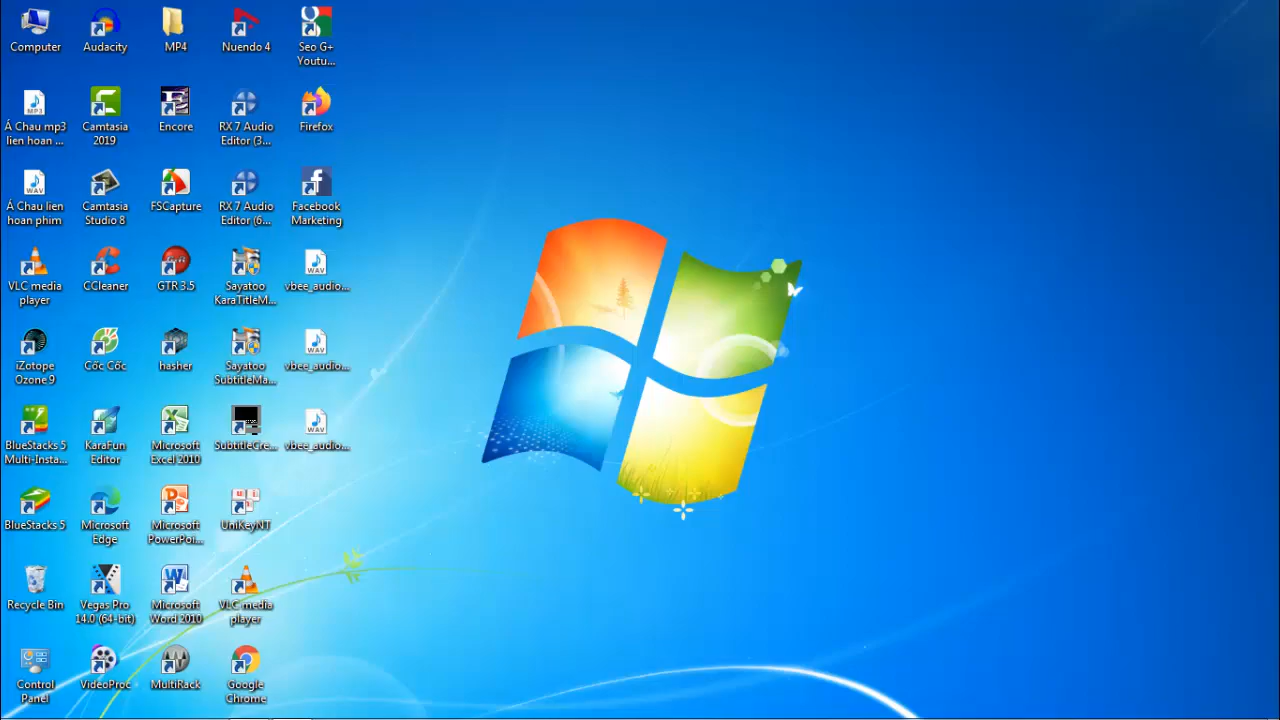 Computer
Audacity
MP4
Nuendo 4
Seo G+
Youtu...
Á Chau mp3
lien hoan ...
Camtasia
2019
Encore
RX 7 Audio
Editor (3...
Firefox
Á Chau lien
hoan phim
Camtasia
Studio 8
FSCapture
RX 7 Audio
Editor (6...
Facebook
Marketing
VLC media
player
CCleaner
GTR 3.5
Sayatoo
KaraTitleM...
vbee_audio...
iZotope
Ozone 9
Cốc Cốc
hasher
Sayatoo
SubtitleMa...
vbee_audio...
BlueStacks 5
Multi-Insta...
KaraFun
Editor
Microsoft
Excel 2010
SubtitleCre...
vbee_audio...
BlueStacks 5
Microsoft
Edge
Microsoft
PowerPoi...
UniKeyNT
Recycle Bin
Vegas Pro
14.0 (64-bit)
Microsoft
Word 2010
VLC media
player
Control
Panel
VideoProc
MultiRack
Google
Chrome